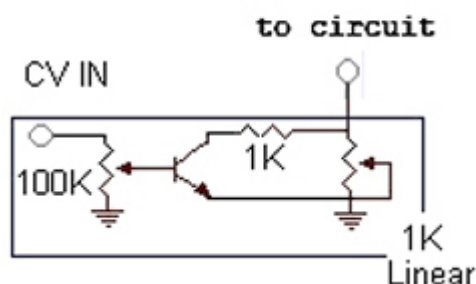 to circuit
CV IN
1K
100K
1K
Linear